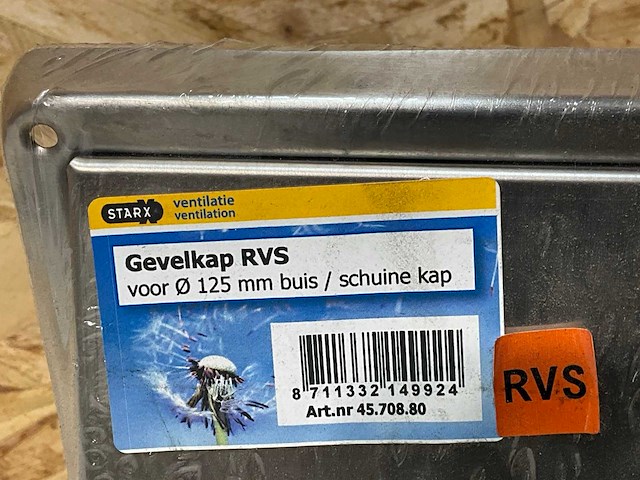 STARX
ventilatie
ventilation
Gevelkap RVS
voor Ø 125 mm buis / schuine kap
8 711332 149924
Art.nr 45.708.80
RVS